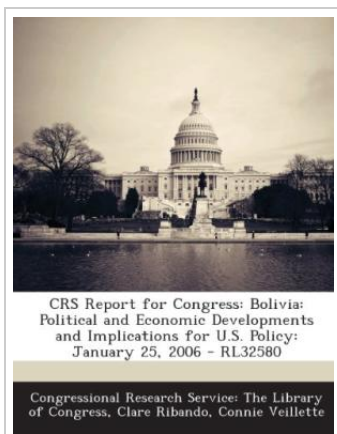 CRS Report for Congress: Bolivia:
Political and Economic Developments
and Implications for U.S. Policy:
January 25, 2006 - RL32580
Congressional Research Service: The Library
of Congress, Clare Ribando, Connie Veillette